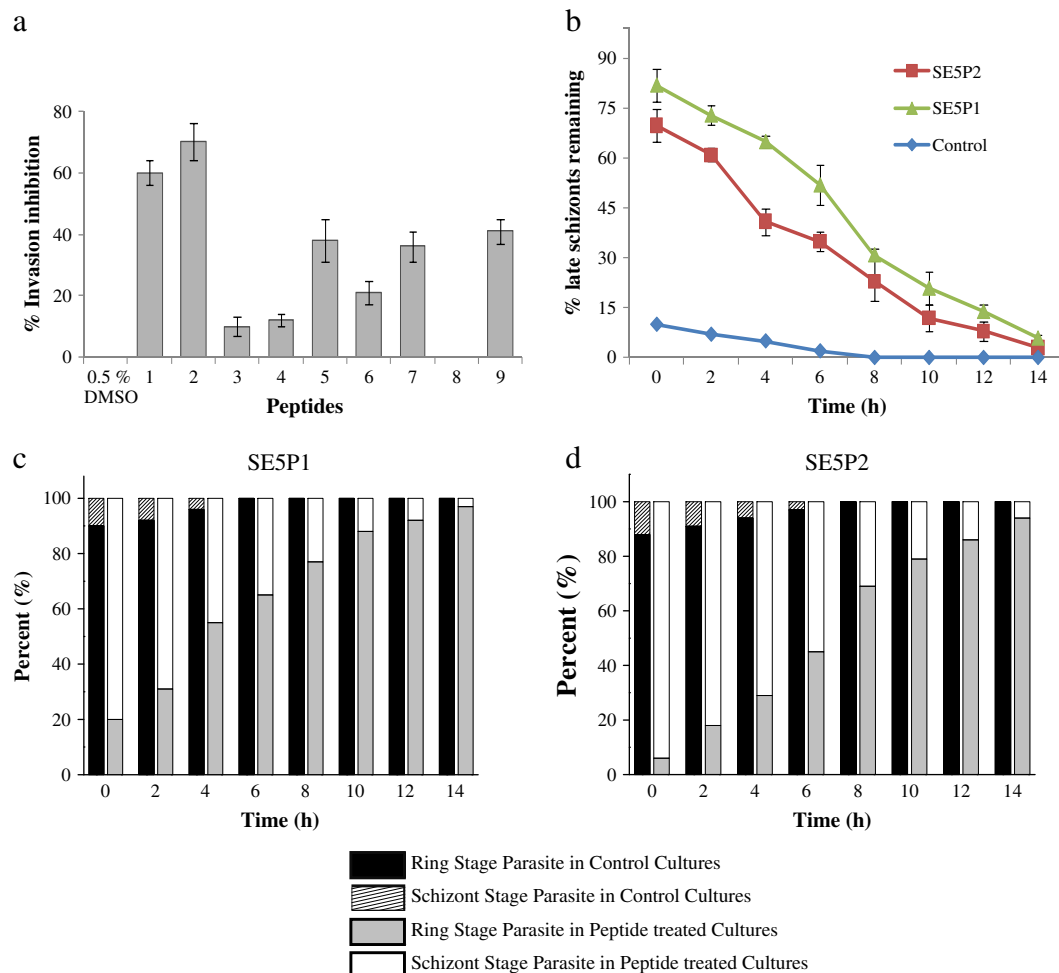 a
% Invasion inhibition
80
60
40
20
0
0.5 %
DMSO
1 2 3 4 5 6 7 8 9
Peptides
b
% late schizonts remaining
90
75
60
45
30
15
0
0 2 4 6 8 10 12 14
Time (h)
SE5P2
SE5P1
Control
c
SE5P1
Percent (%)
100
80
60
40
20
0
0 2 4 6 8 10 12 14
Time (h)
d
SE5P2
Percent (%)
100
80
60
40
20
0
0 2 4 6 8 10 12 14
Time (h)
Ring Stage Parasite in Control Cultures
Schizont Stage Parasite in Control Cultures
Ring Stage Parasite in Peptide treated Cultures
Schizont Stage Parasite in Peptide treated Cultures